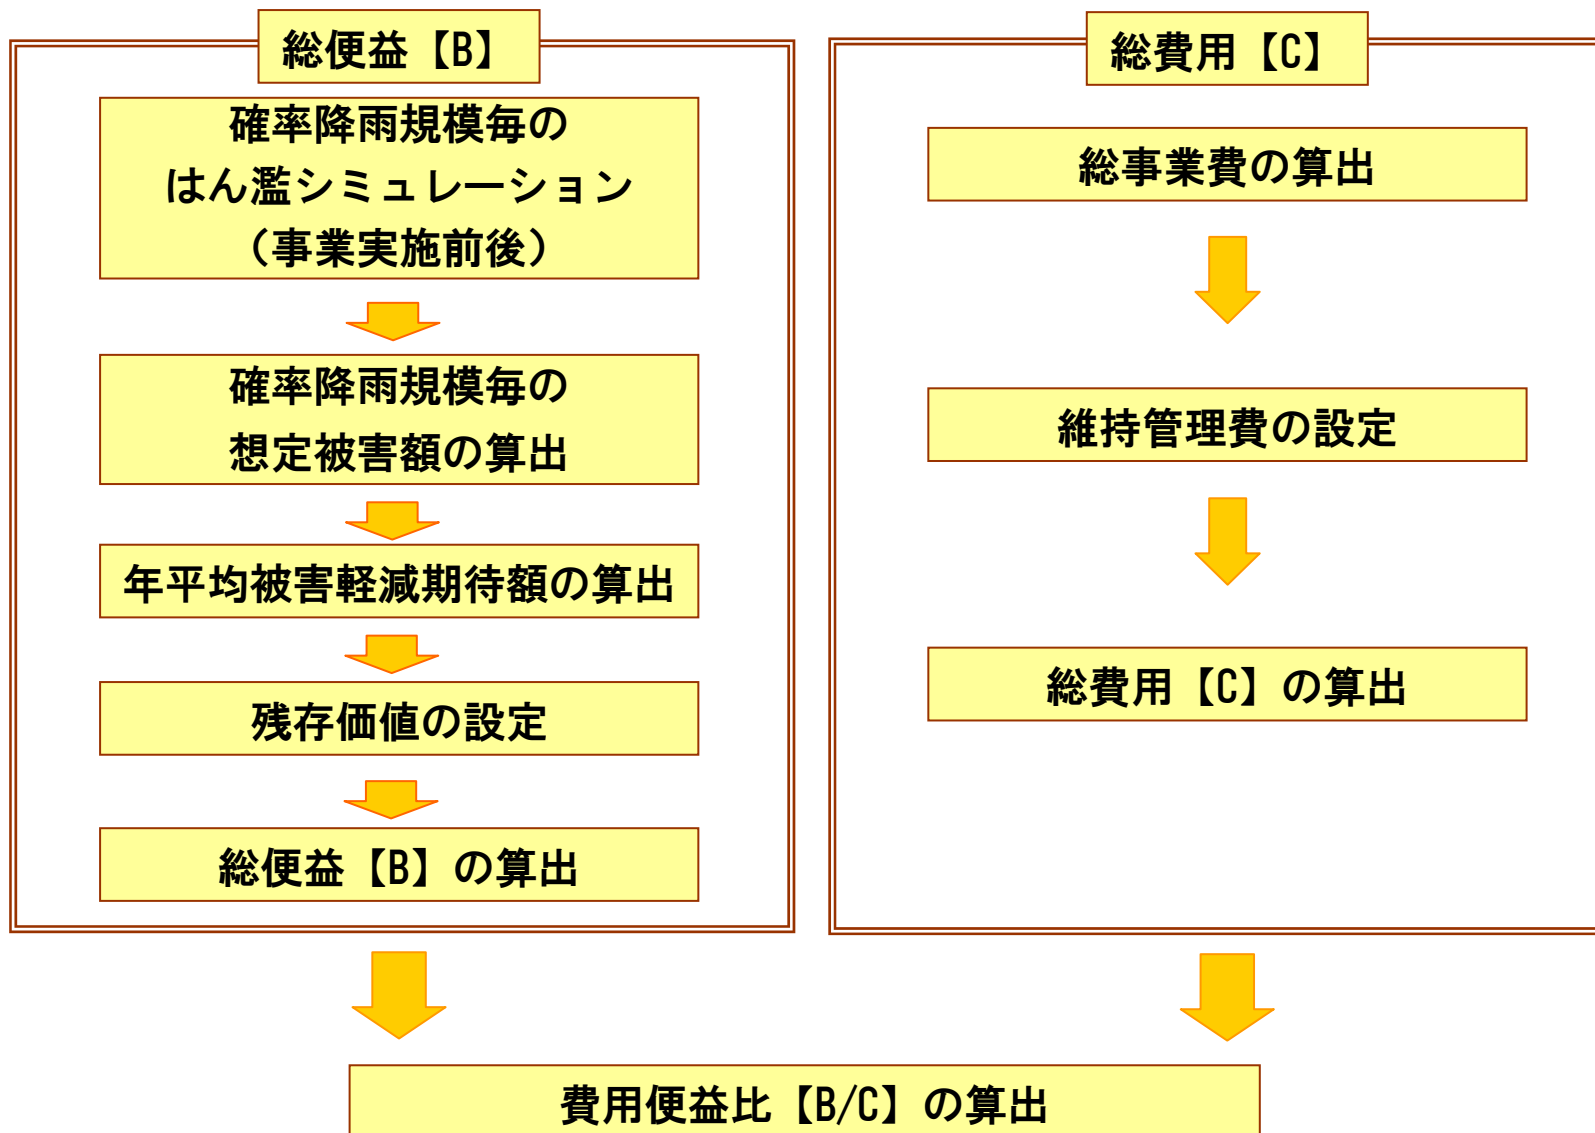 総便益【B】
確率降雨規模毎の
はん濫シミュレーション
（事業実施前後）
確率降雨規模毎の
想定被害額の算出
年平均被害軽減期待額の算出
残存価値の設定
総便益【B】の算出
総費用【C】
総事業費の算出
維持管理費の設定
総費用【C】の算出
費用便益比【B/C】の算出